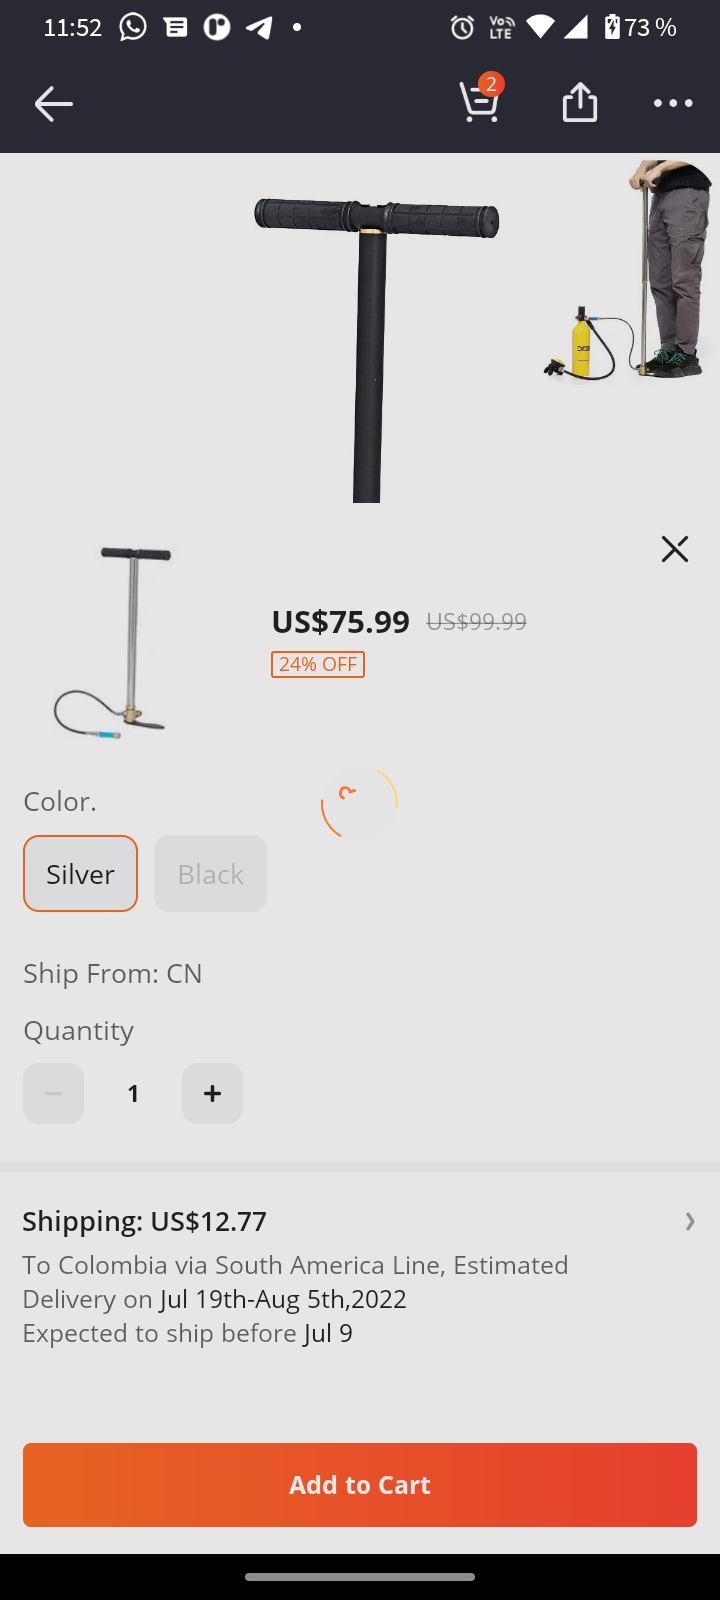 11:52
Vo LTE
73 %
2
US$75.99 US$99.99
24% OFF
Color.
Silver
Black
Ship From: CN
Quantity
1
Shipping: US$12.77
To Colombia via South America Line, Estimated
Delivery on Jul 19th-Aug 5th,2022
Expected to ship before Jul 9
Add to Cart